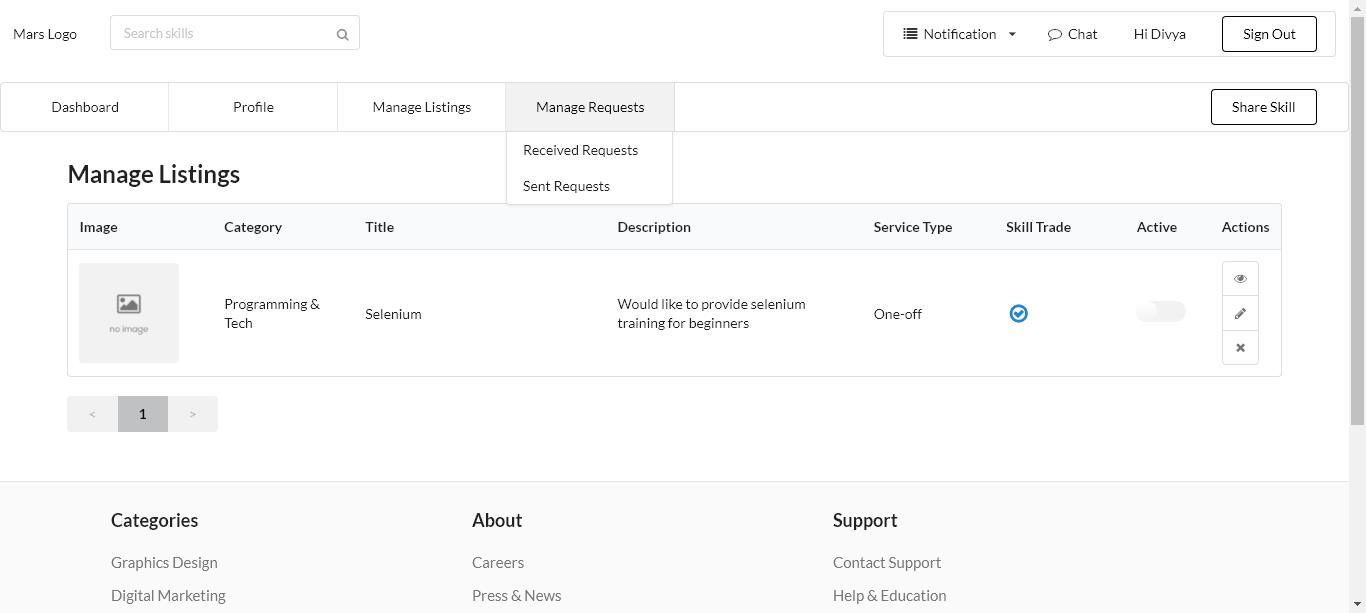 Mars Logo
Search skills
Notification
Chat
Hi Divya
Sign Out
Dashboard
Profile
Manage Listings
Manage Requests
Share Skill
Received Requests
Sent Requests
Manage Listings
Image
Category
Title
Description
Service Type
Skill Trade
Active
Actions
no image
Programming &
Tech
Selenium
Would like to provide selenium
training for beginners
One-off
< 1 >
Categories
About
Support
Graphics Design
Careers
Contact Support
Digital Marketing
Press & News
Help & Education